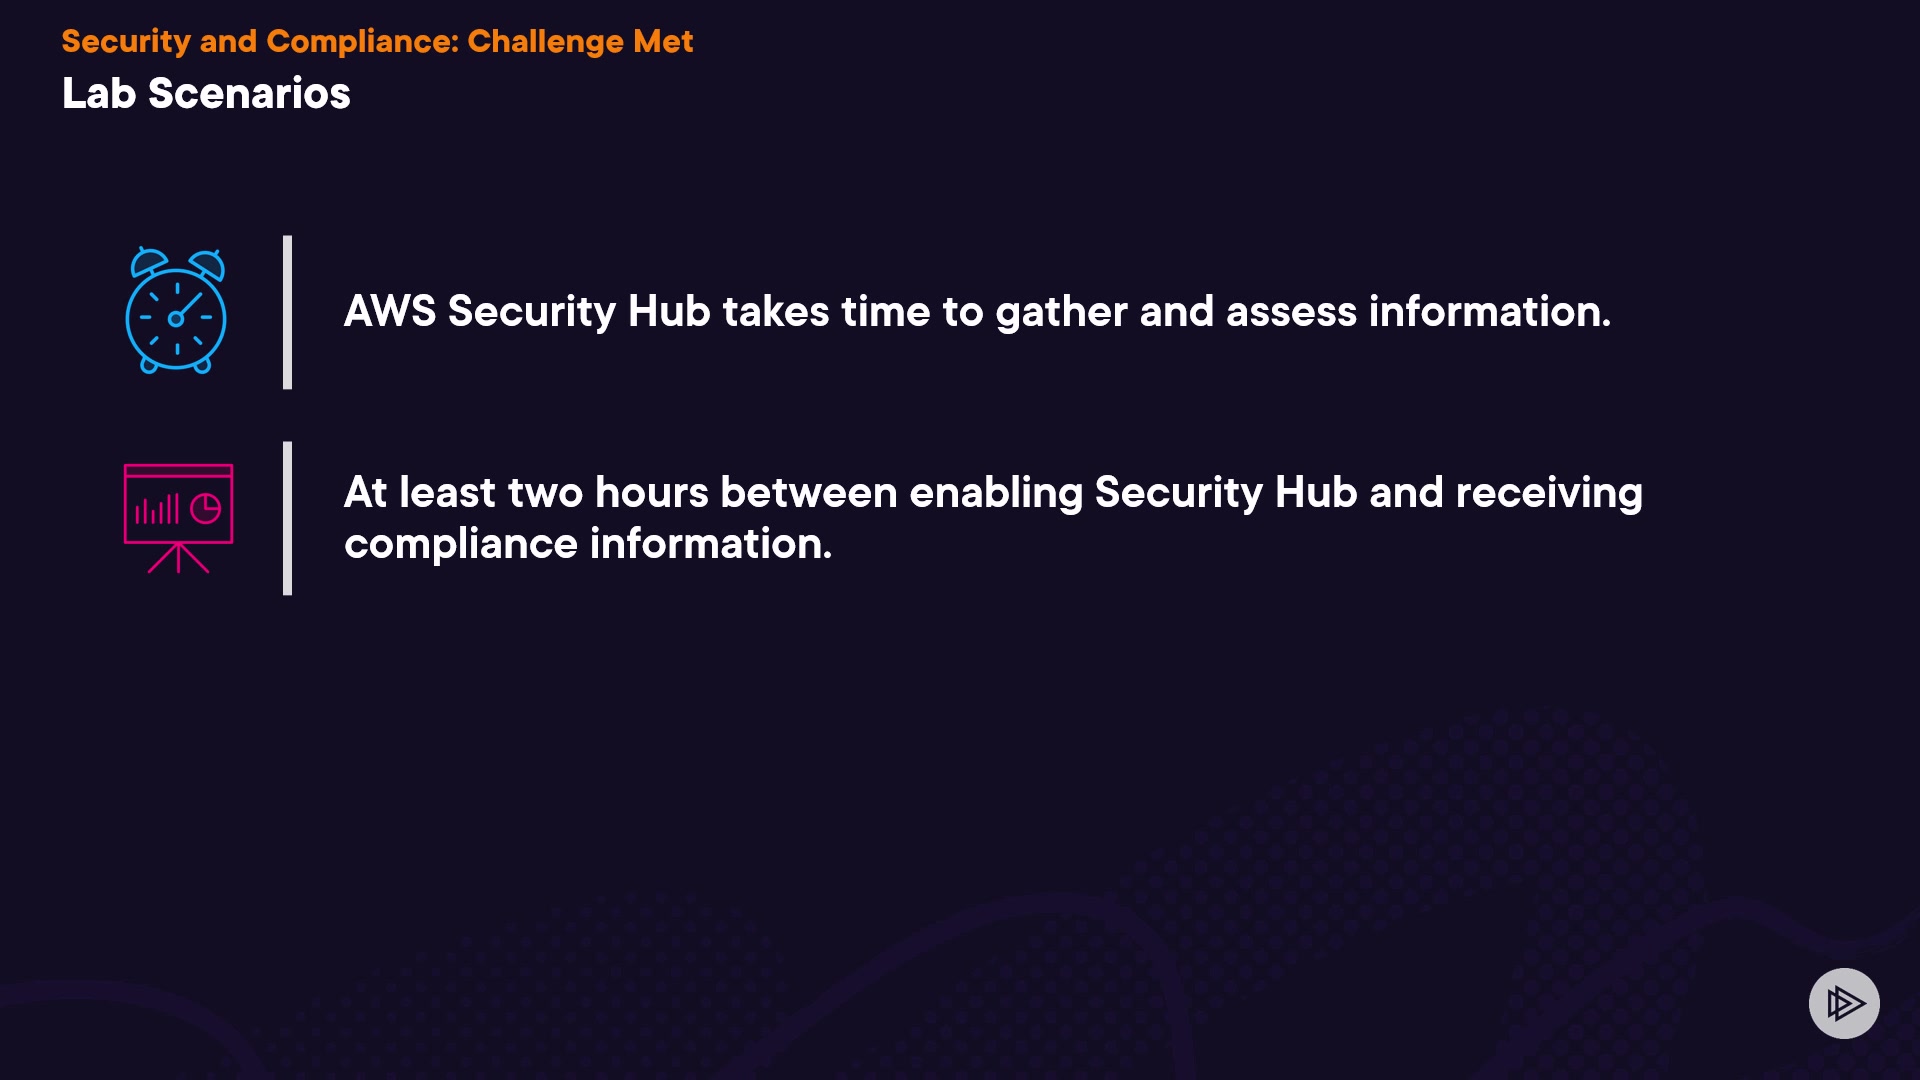 Security and Compliance: Challenge Met
Lab Scenarios
AWS Security Hub takes time to gather and assess information.
At least two hours between enabling Security Hub and receiving
compliance information.